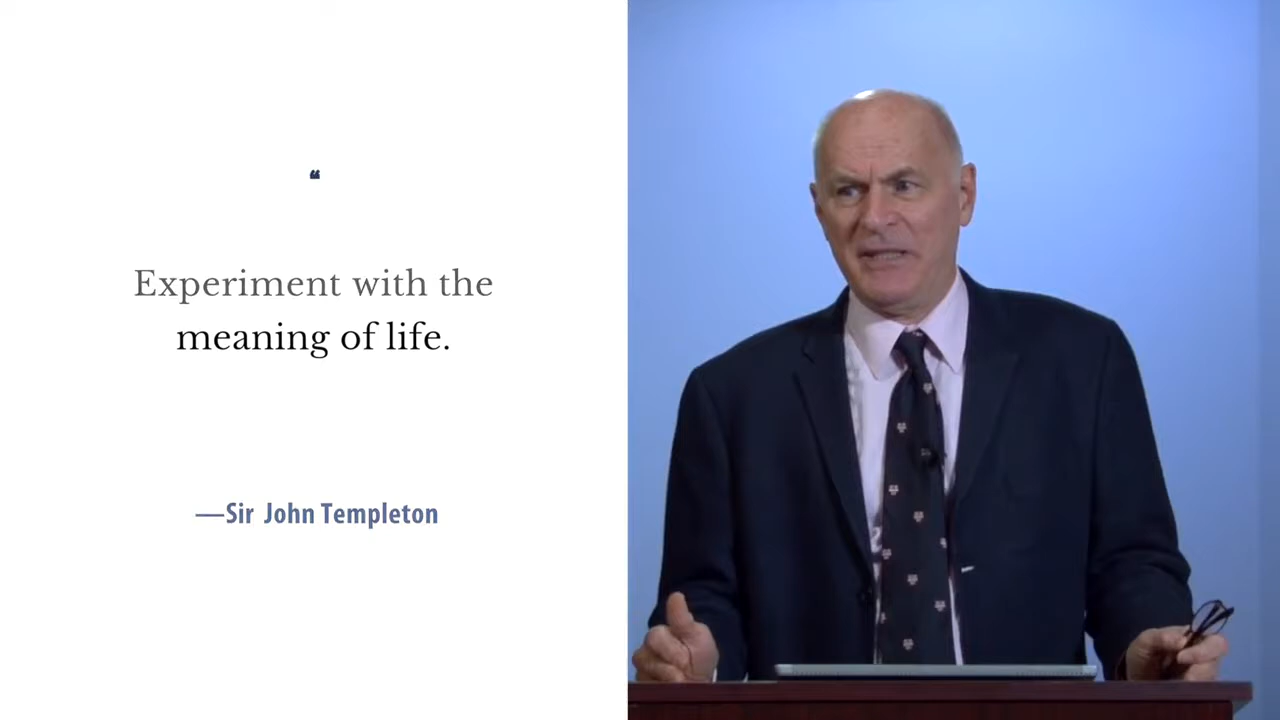 ❝
Experiment with the
meaning of life.
—Sir John Templeton